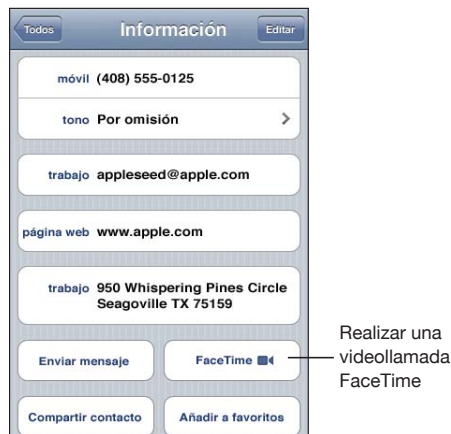 Todos Información Editar
móvil (408) 555-0125
tono Por omisión
trabajo appleseed@apple.com
página web www.apple.com
trabajo 950 Whispering Pines Circle
Seagoville TX 75159
Enviar mensaje FaceTime
Compartir contacto Añadir a favoritos
Realizar una
videollamada
FaceTime